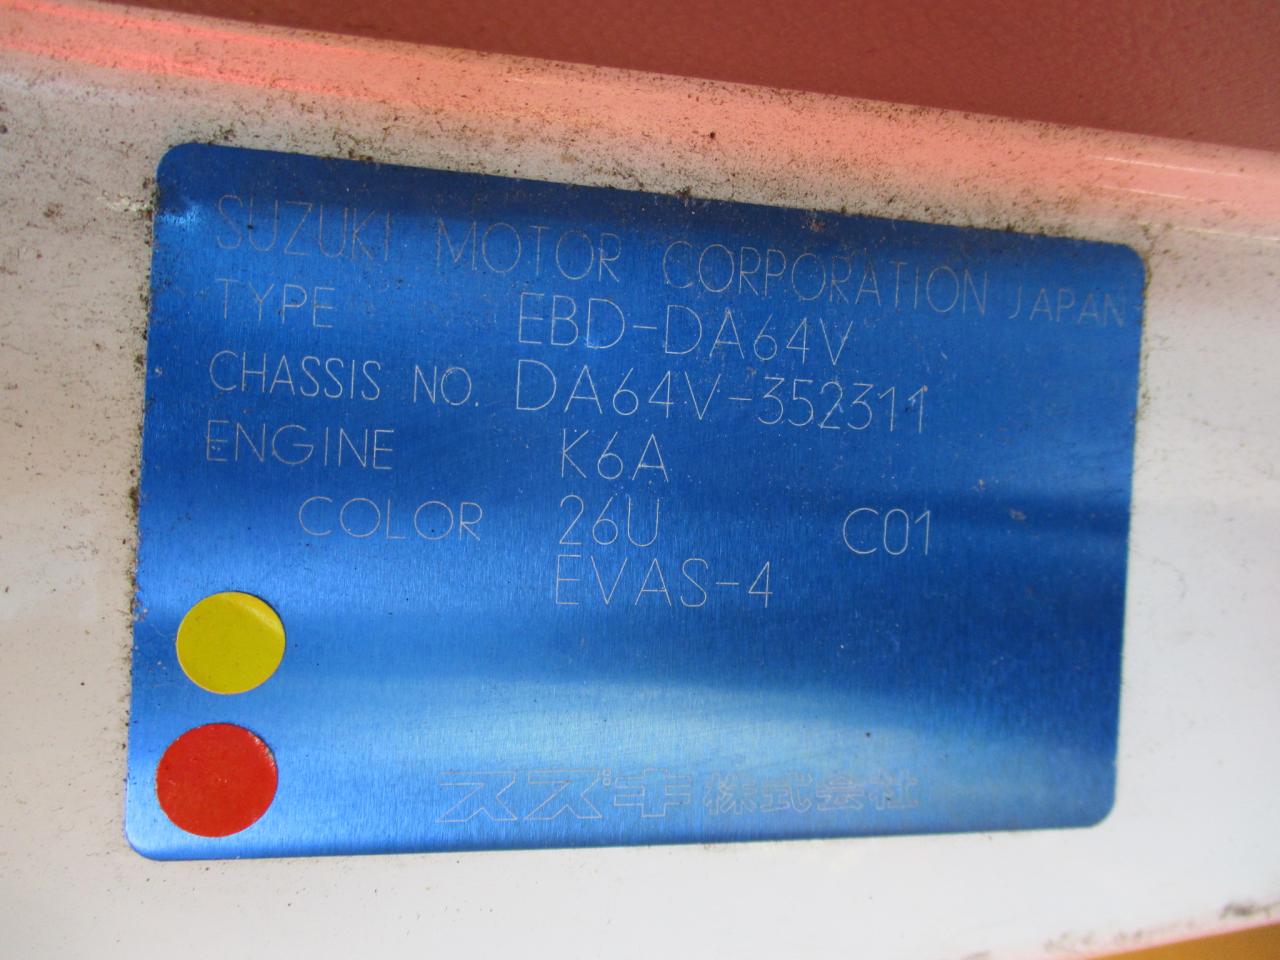 SUZUKI MOTOR CORPORATION JAPAN
TYPE EBD-DA64V
CHASSIS NO. DA64V-352311
ENGINE K6A
COLOR 26U C01
EVAS-4
スズキ株式会社